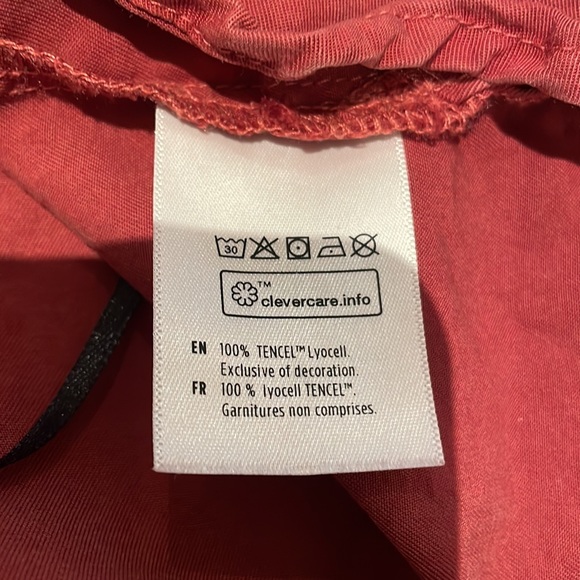 30
TM
clevercare.info
EN 100% TENCEL™ Lyocell.
Exclusive of decoration.
FR 100 % lyocell TENCEL™.
Garnitures non comprises.